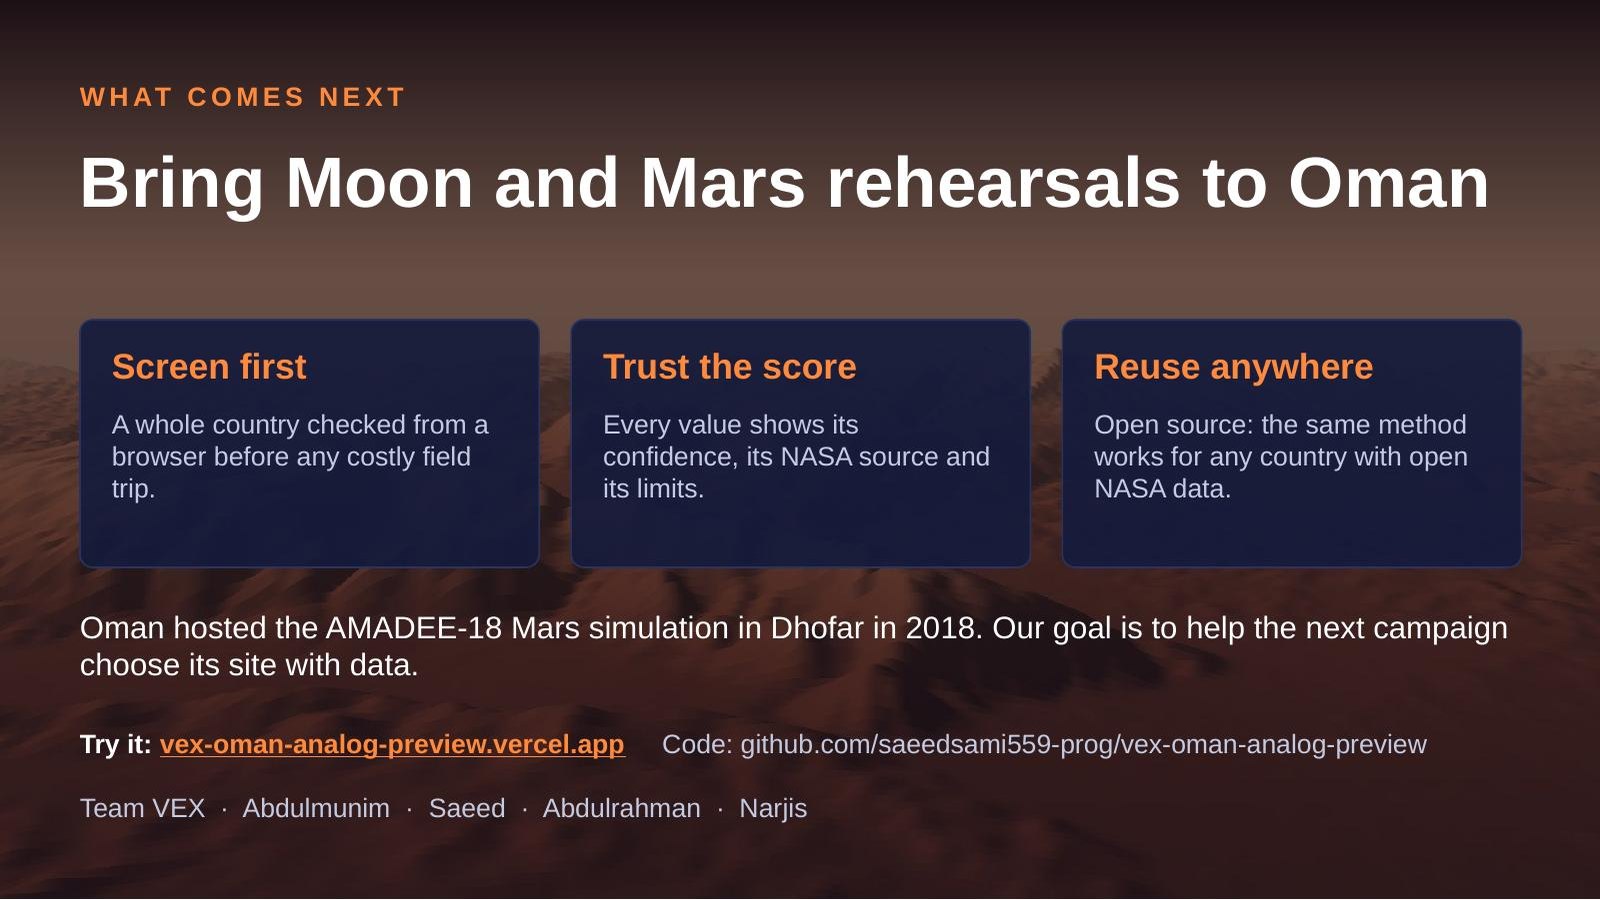 WHAT COMES NEXT
Bring Moon and Mars rehearsals to Oman
Screen first
A whole country checked from a
browser before any costly field
trip.
Trust the score
Every value shows its
confidence, its NASA source and
its limits.
Reuse anywhere
Open source: the same method
works for any country with open
NASA data.
Oman hosted the AMADEE-18 Mars simulation in Dhofar in 2018. Our goal is to help the next campaign
choose its site with data.
Try it: vex-oman-analog-preview.vercel.app Code: github.com/saeedsami559-prog/vex-oman-analog-preview
Team VEX · Abdulmunim · Saeed · Abdulrahman · Narjis